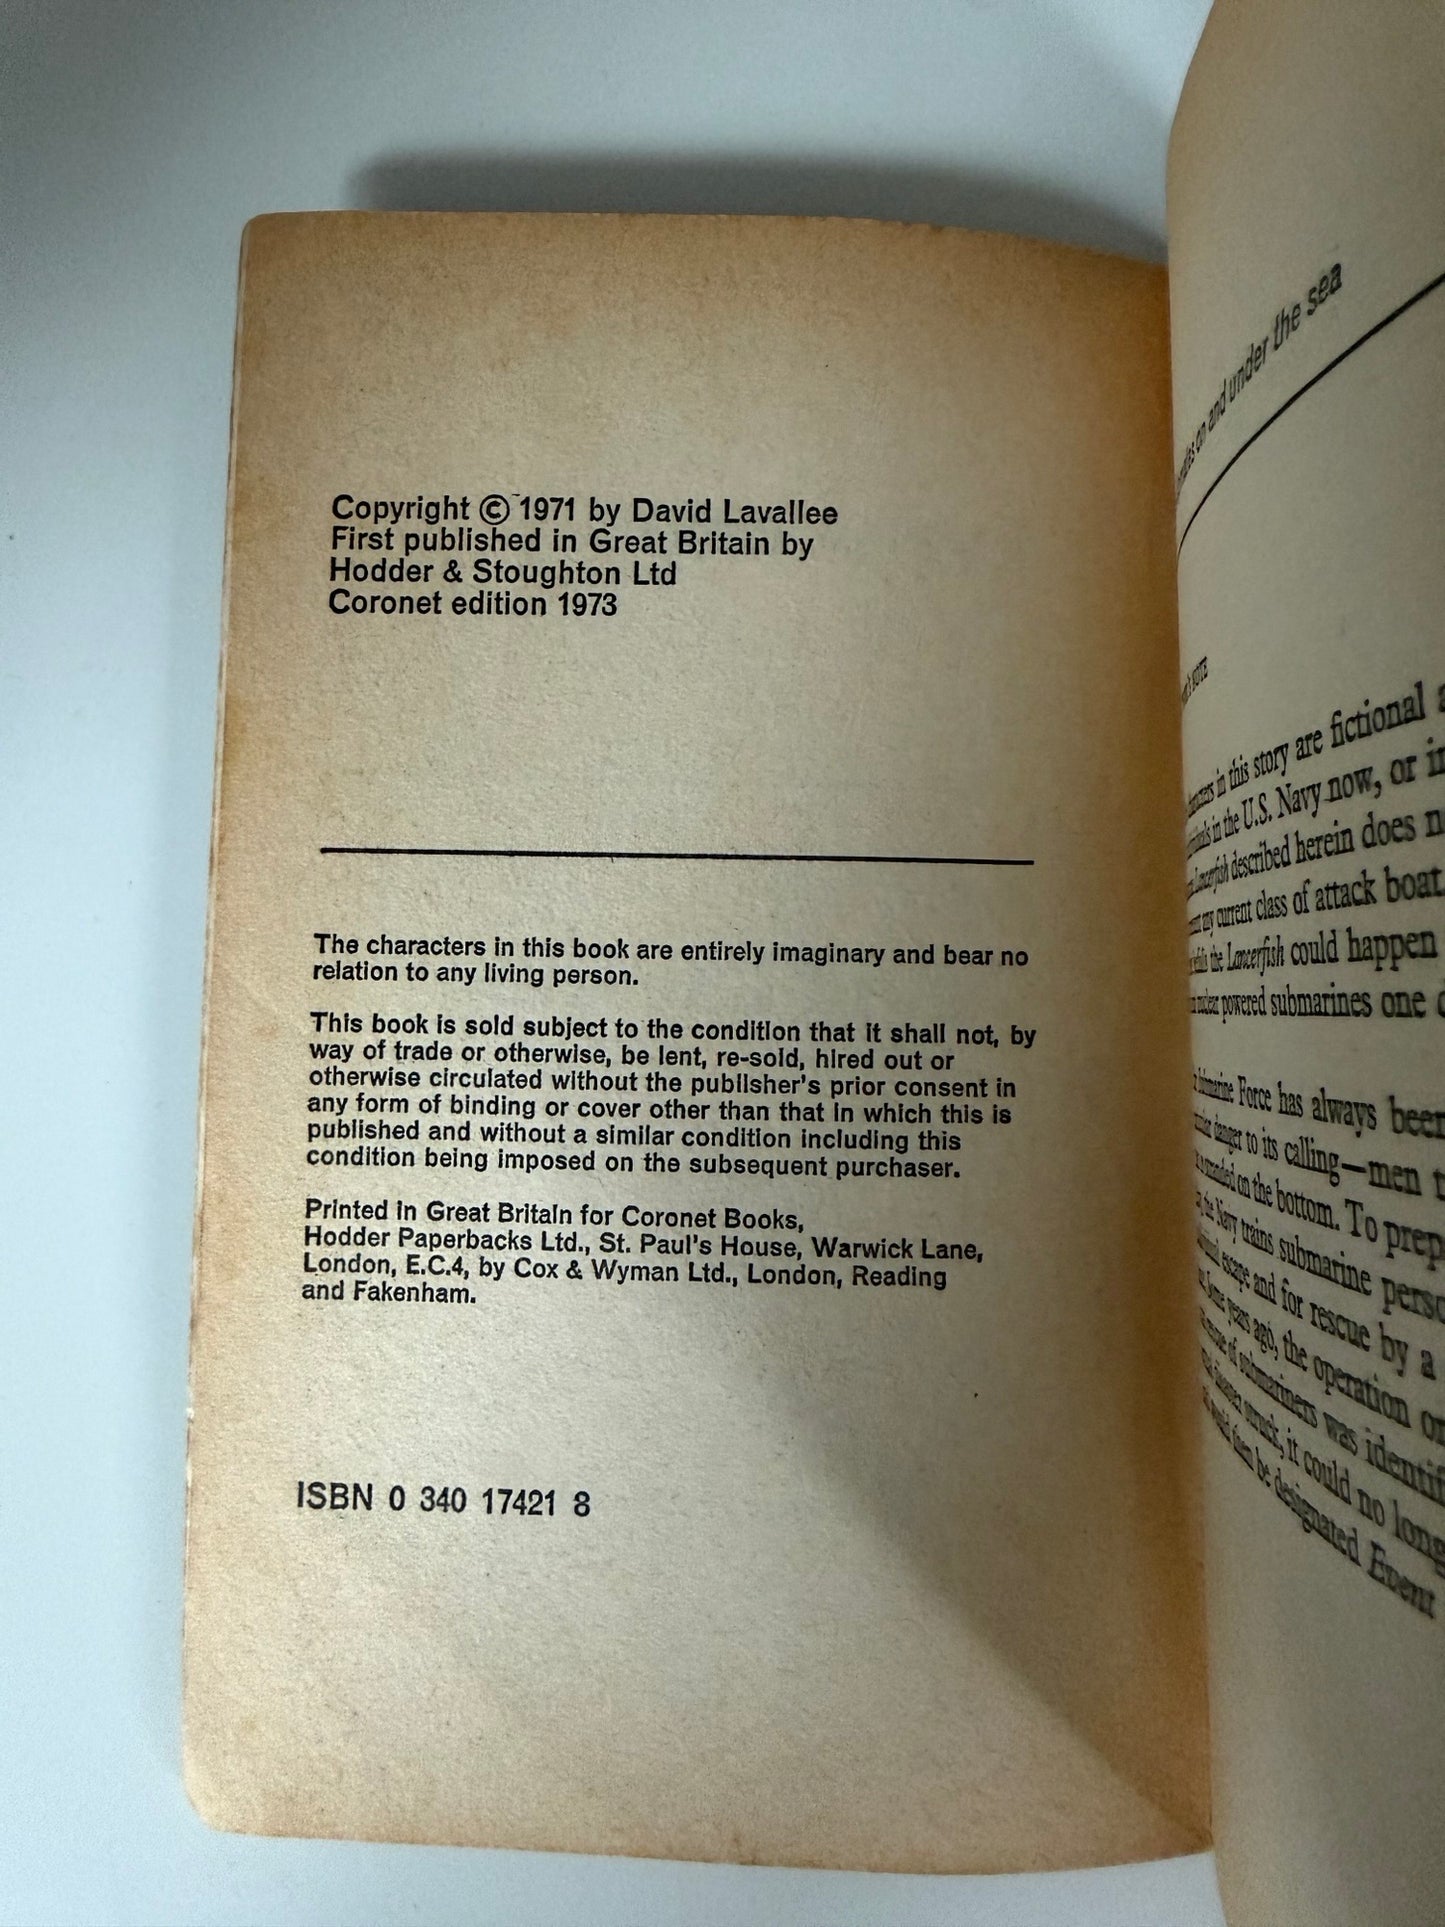 Copyright © 1971 by David Lavallee
First published in Great Britain by
Hodder & Stoughton Ltd
Coronet edition 1973
The characters in this book are entirely imaginary and bear no
relation to any living person.
This book is sold subject to the condition that it shall not, by
way of trade or otherwise, be lent, re-sold, hired out or
otherwise circulated without the publisher's prior consent in
any form of binding or cover other than that in which this is
published and without a similar condition including this
condition being imposed on the subsequent purchaser.
Printed in Great Britain for Coronet Books,
Hodder Paperbacks Ltd., St. Paul's House, Warwick Lane,
London, E.C.4, by Cox & Wyman Ltd., London, Reading
and Fakenham.
ISBN 0 340 17421 8
on and under the sea
NOTE
in this story are fictional
in the U.S. Navy now, or
Lancerfish described herein does
any current class of attack boat
the Lancerfish could happen
powered submarines one
Force has always been
danger to its calling—men
on the bottom. To
the Navy trains submarine
escape and for rescue by a
years ago, the operation
of submariners was
struck, it could no
be designated Event